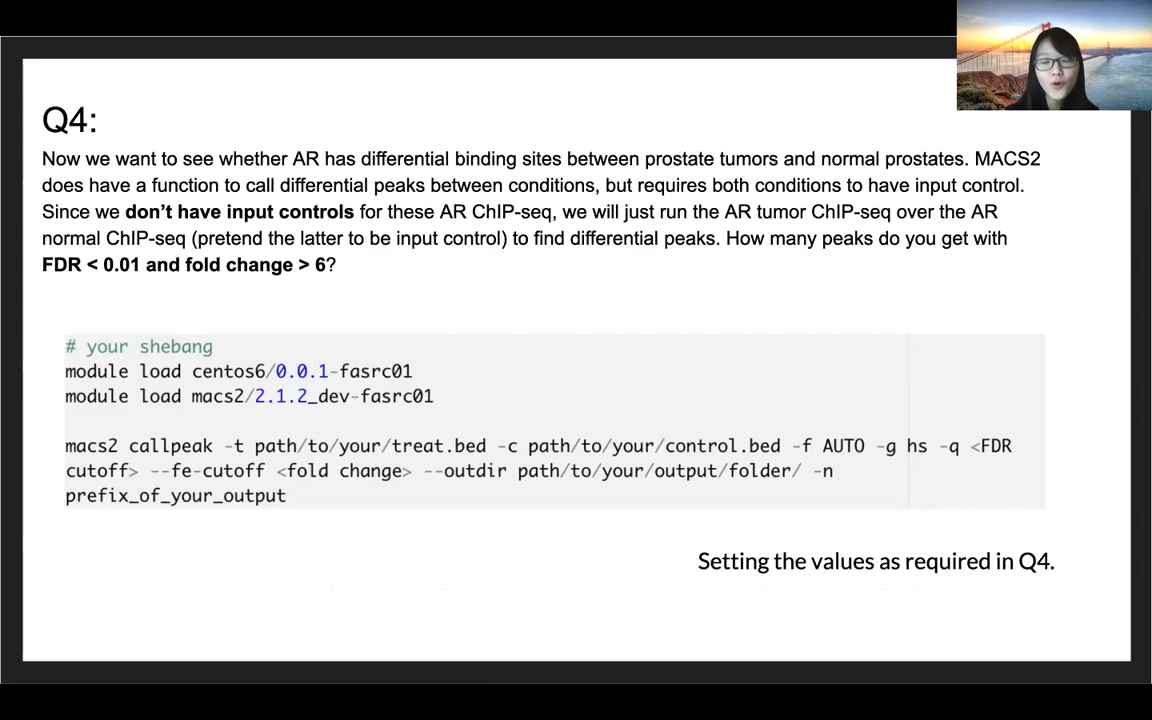 Q4:
Now we want to see whether AR has differential binding sites between prostate tumors and normal prostates. MACS2
does have a function to call differential peaks between conditions, but requires both conditions to have input control.
Since we don’t have input controls for these AR ChIP-seq, we will just run the AR tumor ChIP-seq over the AR
normal ChIP-seq (pretend the latter to be input control) to find differential peaks. How many peaks do you get with
FDR < 0.01 and fold change > 6?
# your shebang
module load centos6/0.0.1-fasrc01
module load macs2/2.1.2_dev-fasrc01
macs2 callpeak -t path/to/your/treat.bed -c path/to/your/control.bed -f AUTO -g hs -q <FDR
cutoff> --fe-cutoff <fold change> --outdir path/to/your/output/folder/ -n
prefix_of_your_output
Setting the values as required in Q4.